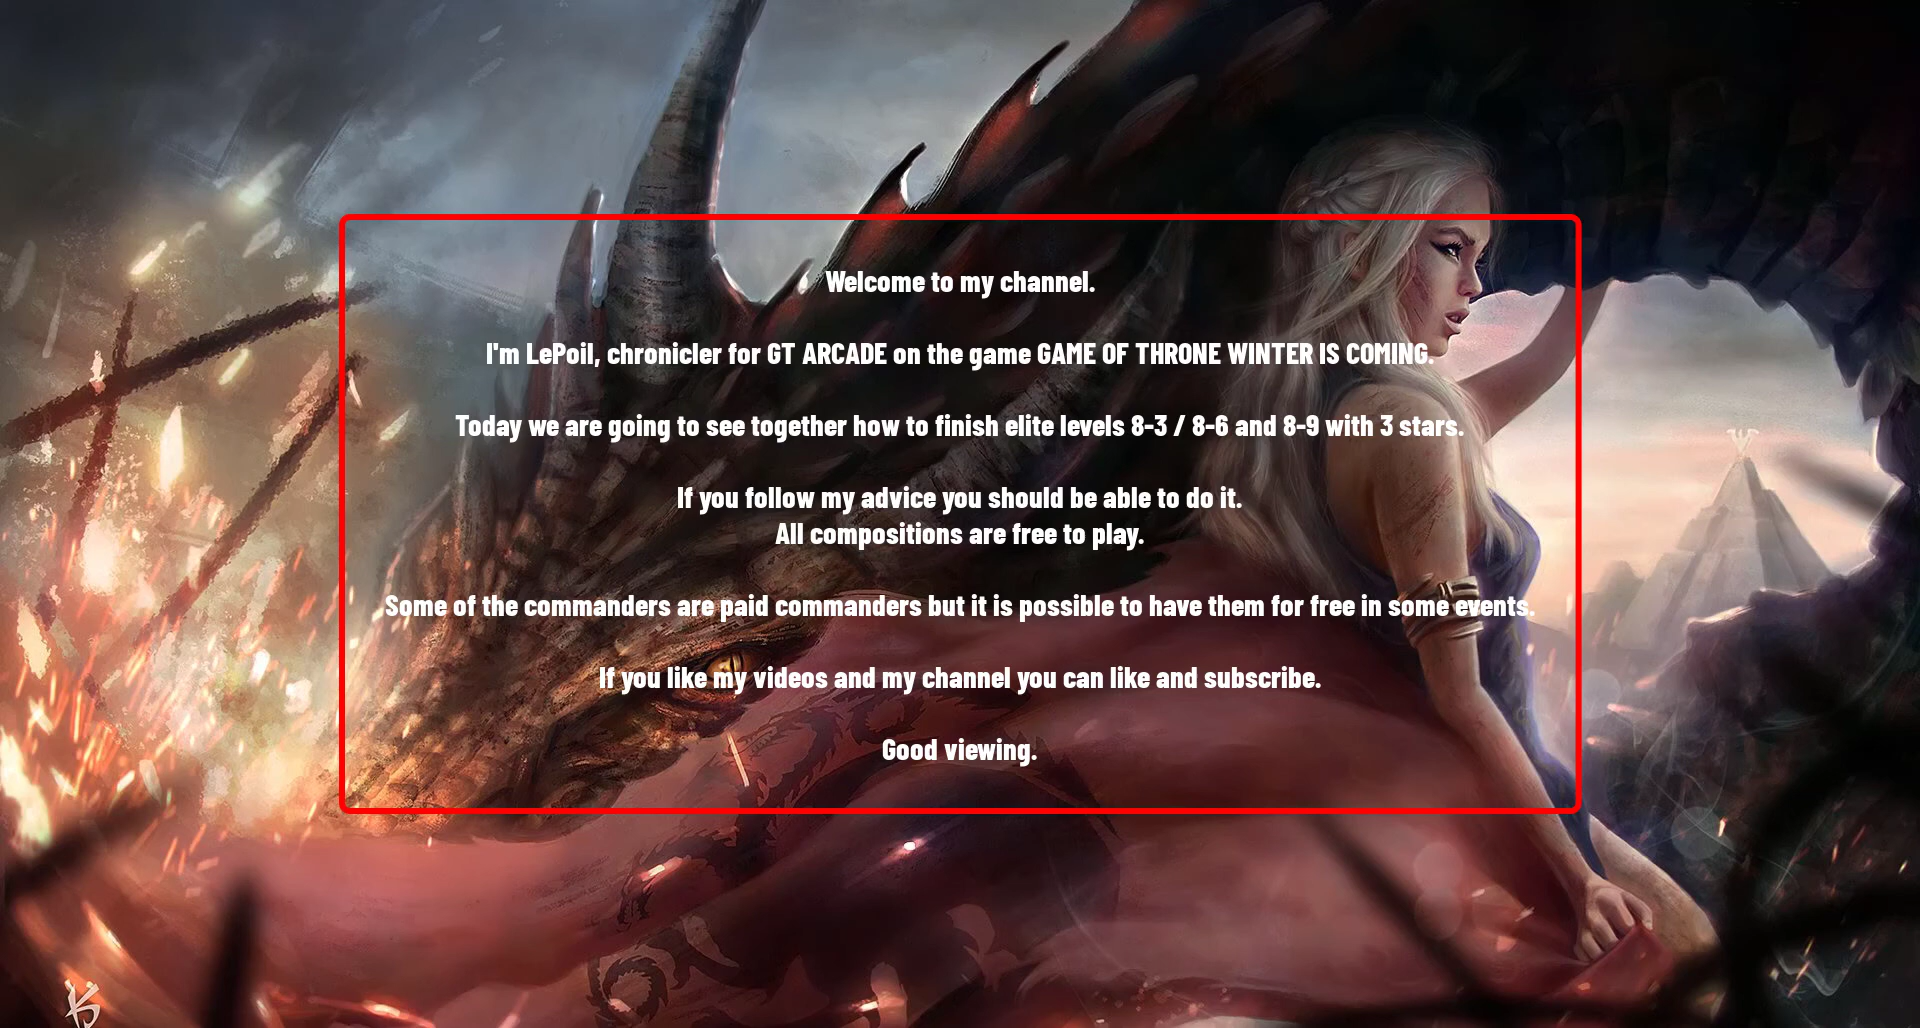 Welcome to my channel.
I'm LePoil, chronicler for GT ARCADE on the game GAME OF THRONE WINTER IS COMING.
Today we are going to see together how to finish elite levels 8-3 / 8-6 and 8-9 with 3 stars.
If you follow my advice you should be able to do it.
All compositions are free to play.
Some of the commanders are paid commanders but it is possible to have them for free in some events.
If you like my videos and my channel you can like and subscribe.
Good viewing.